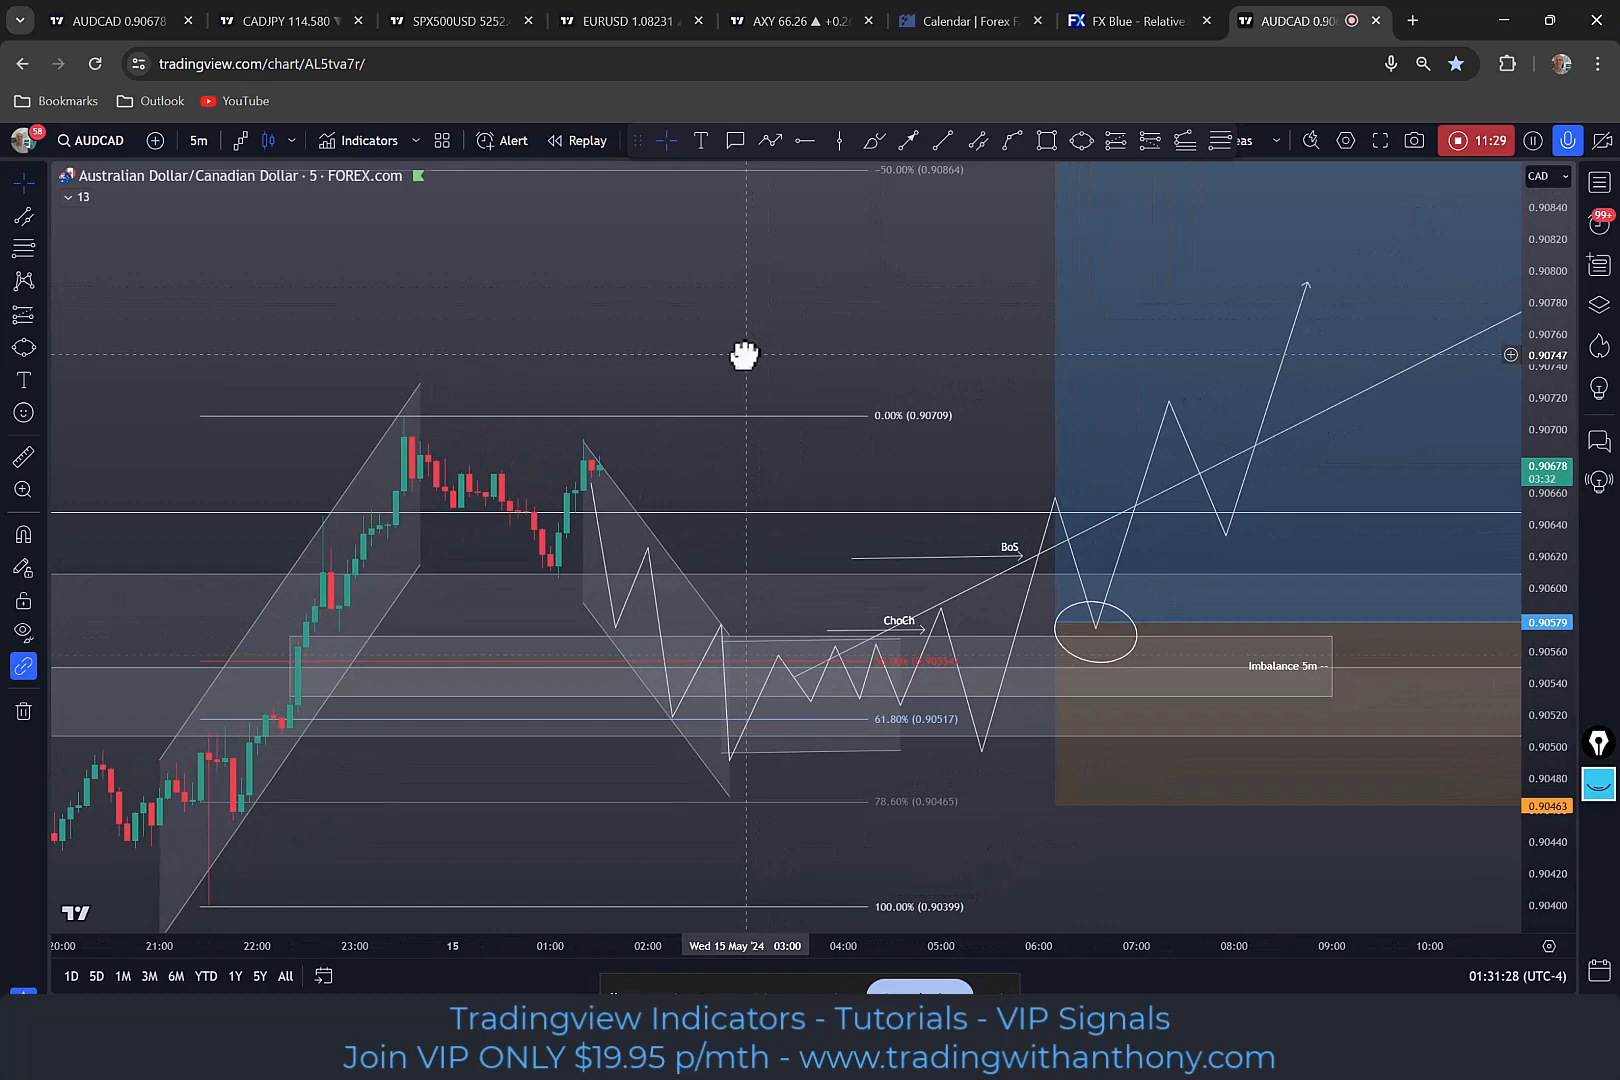 AUDCAD 0.90678
CADJPY 114.580
SPX500USD 5252.
EURUSD 1.08231
AXY 66.26 ▲ +0.2
Calendar | Forex F
FX Blue - Relative
AUDCAD 0.90
tradingview.com/chart/AL5tva7r/
Bookmarks
Outlook
YouTube
58
AUDCAD
5m
Indicators
Alert
Replay
eas
11:29
Australian Dollar/Canadian Dollar · 5 · FOREX.com
13
−50.00% (0.90864)
CAD
99+
0.90840
0.90820
0.90800
0.90780
0.90760
0.90747
0.90740
0.90720
0.00% (0.90709)
0.90700
0.90678
03:32
0.90660
0.90640
BoS
0.90620
0.90600
ChoCh
0.90579
0.90560
Imbalance 5m --
0.90540
61.80% (0.90517)
0.90520
0.90500
0.90480
78.60% (0.90465)
0.90463
0.90440
0.90420
100.00% (0.90399)
0.90400
20:00
21:00
22:00
23:00
15
01:00
02:00
Wed 15 May '24 03:00
04:00
05:00
06:00
07:00
08:00
09:00
10:00
1D 5D 1M 3M 6M YTD 1Y 5Y All
01:31:28 (UTC-4)
Tradingview Indicators - Tutorials - VIP Signals
Join VIP ONLY $19.95 p/mth - www.tradingwithanthony.com